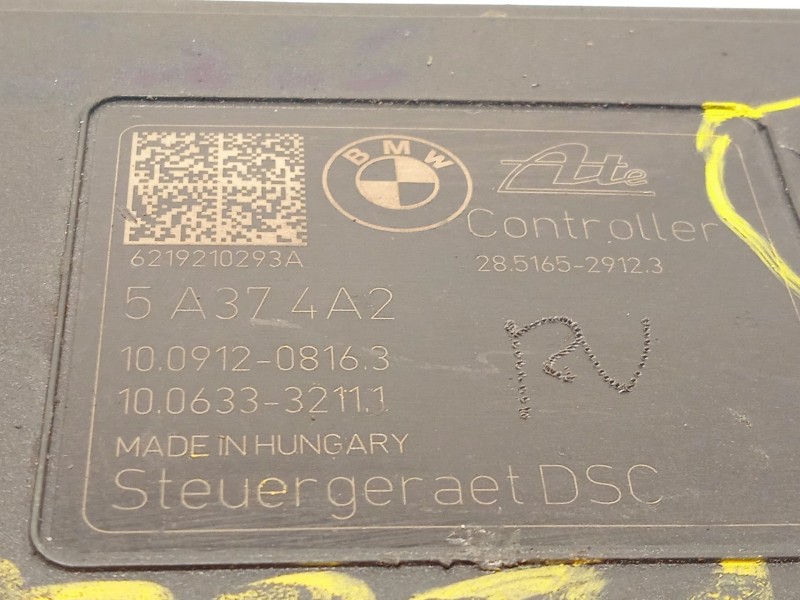 BMW
Ate
Controller
6219210293A
28.5165-2912.3
5 A37 4A2
10.0912-0816.3
10.0633-3211.1
RV
MADE IN HUNGARY
Steuergeraet DSC